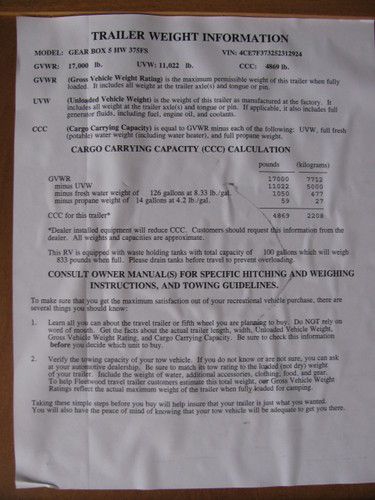 TRAILER WEIGHT INFORMATION
MODEL: GEAR BOX 5 HW 375FS VIN: 4CE7F373252312924
GVWR: 17,000 lb. UVW: 11,022 lb. CCC: 4869 lb.
GVWR (Gross Vehicle Weight Rating) is the maximum permissible weight of this trailer when fully
loaded. It includes all weight at the trailer axle(s) and tongue or pin.
UVW (Unloaded Vehicle Weight) is the weight of this trailer as manufactured at the factory. It
includes all weight at the trailer axle(s) and tongue or pin. If applicable, it also includes full
generator fluids, including fuel, engine oil, and coolants.
CCC (Cargo Carrying Capacity) is equal to GVWR minus each of the following: UVW, full fresh
(potable) water weight (including water heater), and full propane weight.
CARGO CARRYING CAPACITY (CCC) CALCULATION
pounds (kilograms)
GVWR 17000 7712
minus UVW 11022 5000
minus fresh water weight of 126 gallons at 8.33 lb./gal. 1050 477
minus propane weight of 14 gallons at 4.2 lb./gal. 59 27
CCC for this trailer* 4869 2208
*Dealer installed equipment will reduce CCC. Customers should request this information from the
dealer. All weights and capacities are approximate.
This RV is equipped with waste holding tanks with total capacity of 100 gallons which will weigh
833 pounds when full. Please drain tanks before travel to prevent overloading.
CONSULT OWNER MANUAL(S) FOR SPECIFIC HITCHING AND WEIGHING
INSTRUCTIONS, AND TOWING GUIDELINES.
To make sure that you get the maximum satisfaction out of your recreational vehicle purchase, there are
several things you should know:
1. Learn all you can about the travel trailer or fifth wheel you are planning to buy. Do NOT rely on
word of mouth. Get the facts about the actual trailer length, width, Unloaded Vehicle Weight,
Gross Vehicle Weight Rating, and Cargo Carrying Capacity. Be sure to check this information
before you decide which unit to buy.
2. Verify the towing capacity of your tow vehicle. If you do not know or are not sure, you can ask
at your automotive dealership. Be sure to match its tow rating to the loaded (not dry) weight
of your trailer. Include the weight of water, additional accessories, clothing, food, and gear.
To help Fleetwood travel trailer customers estimate this total weight, our Gross Vehicle Weight
Ratings reflect the actual maximum weight of the trailer when fully loaded for camping.
Taking these simple steps before you buy will help insure that your trailer is just what you wanted.
You will also have the peace of mind of knowing that your tow vehicle will be adequate to get you there.